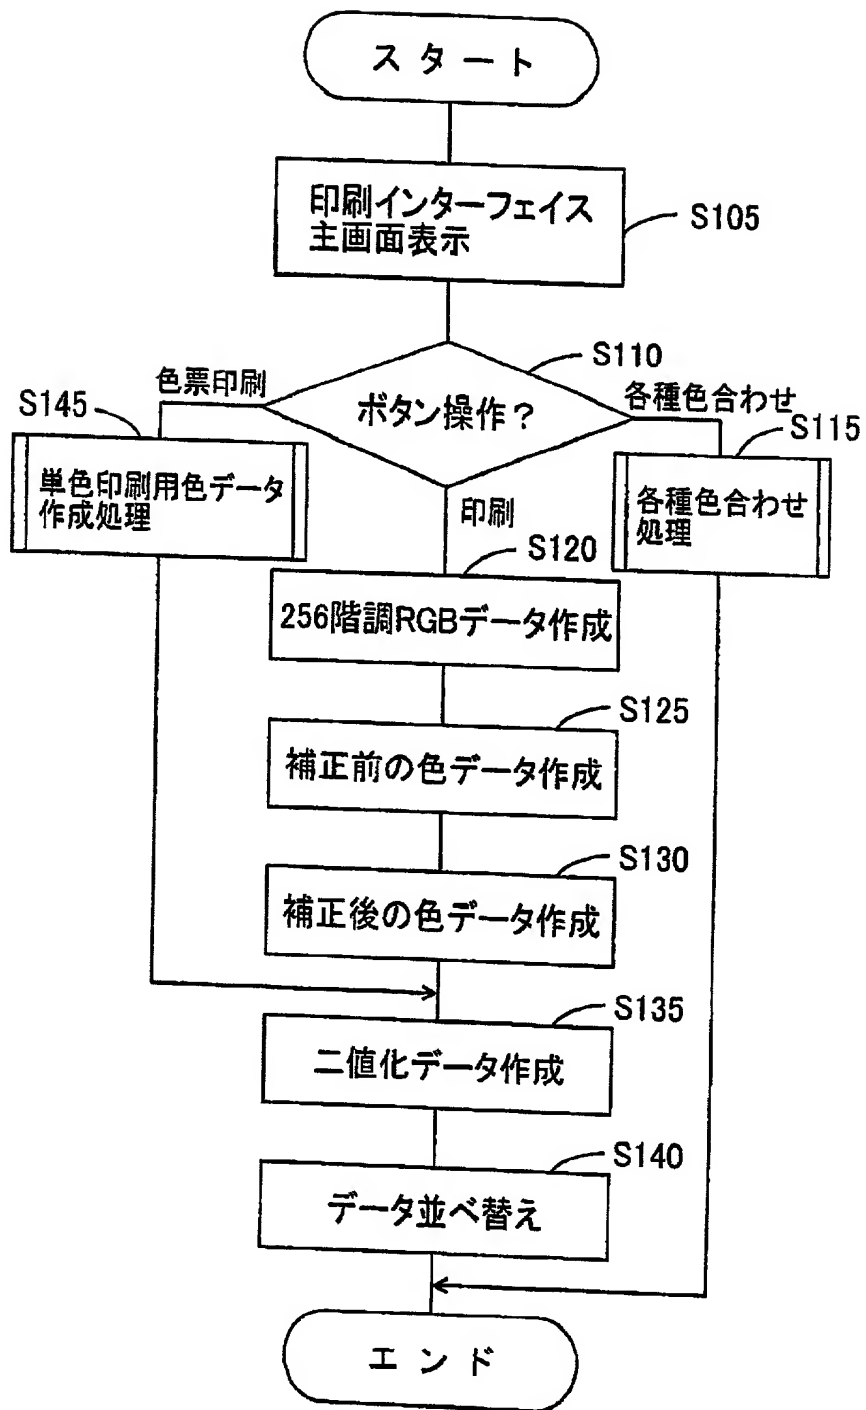 スタート
印刷インターフェイス
主画面表示
S105
S110
ボタン操作？
色票印刷
各種色合わせ
S145
S115
単色印刷用色データ
作成処理
印刷
各種色合わせ
処理
S120
256階調RGBデータ作成
S125
補正前の色データ作成
S130
補正後の色データ作成
S135
二値化データ作成
S140
データ並べ替え
エンド